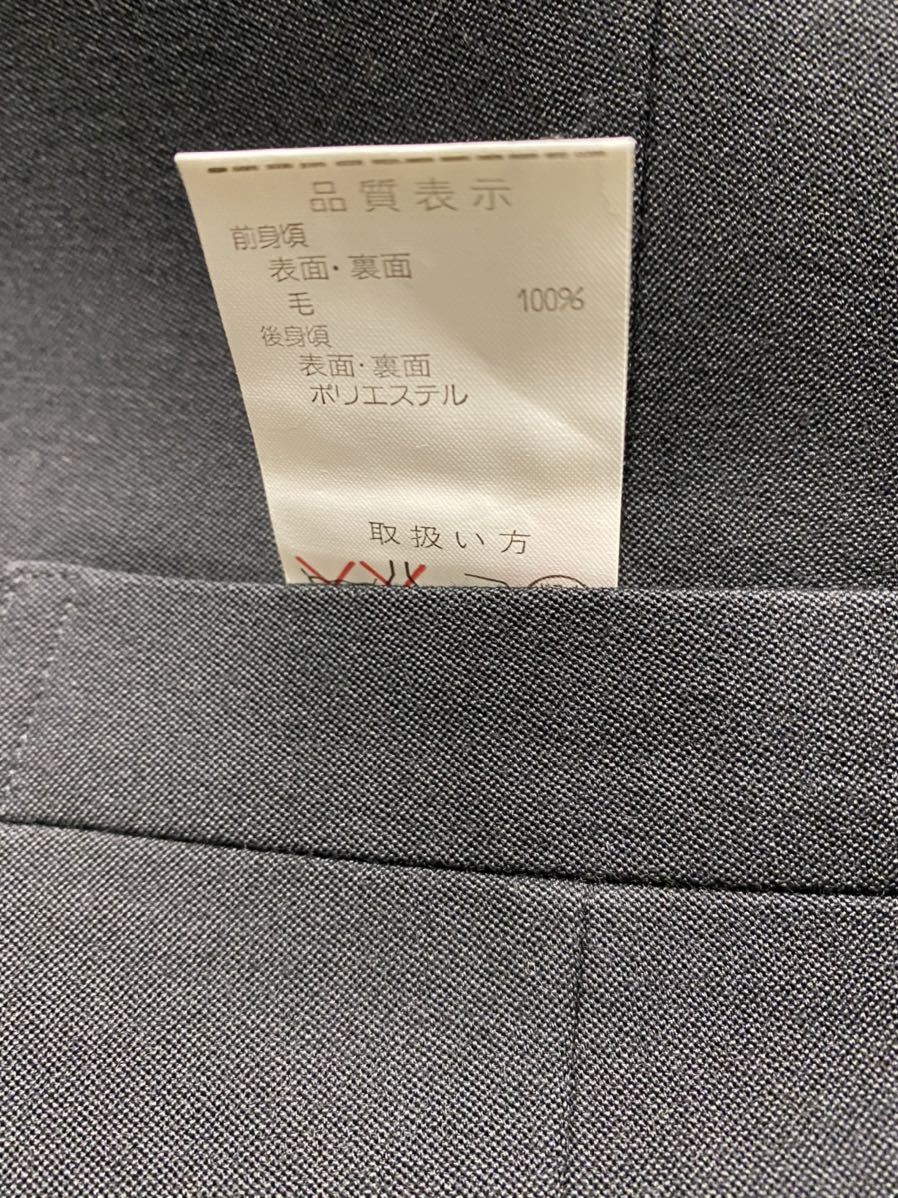 品質表示
前身頃
表面・裏面
毛 100%
後身頃
表面・裏面
ポリエステル
取扱い方